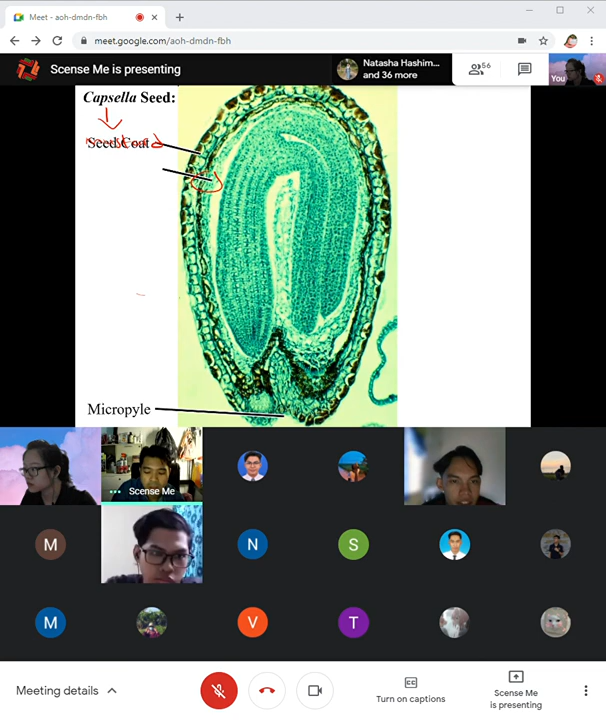 Meet - aoh-dmdn-fbh
meet.google.com/aoh-dmdn-fbh
Scense Me is presenting
Natasha Hashim...
and 36 more
56
You
Capsella Seed:
Seed Coat
Micropyle
Scense Me
M
N
S
M
V
T
Meeting details
Turn on captions
Scense Me
is presenting